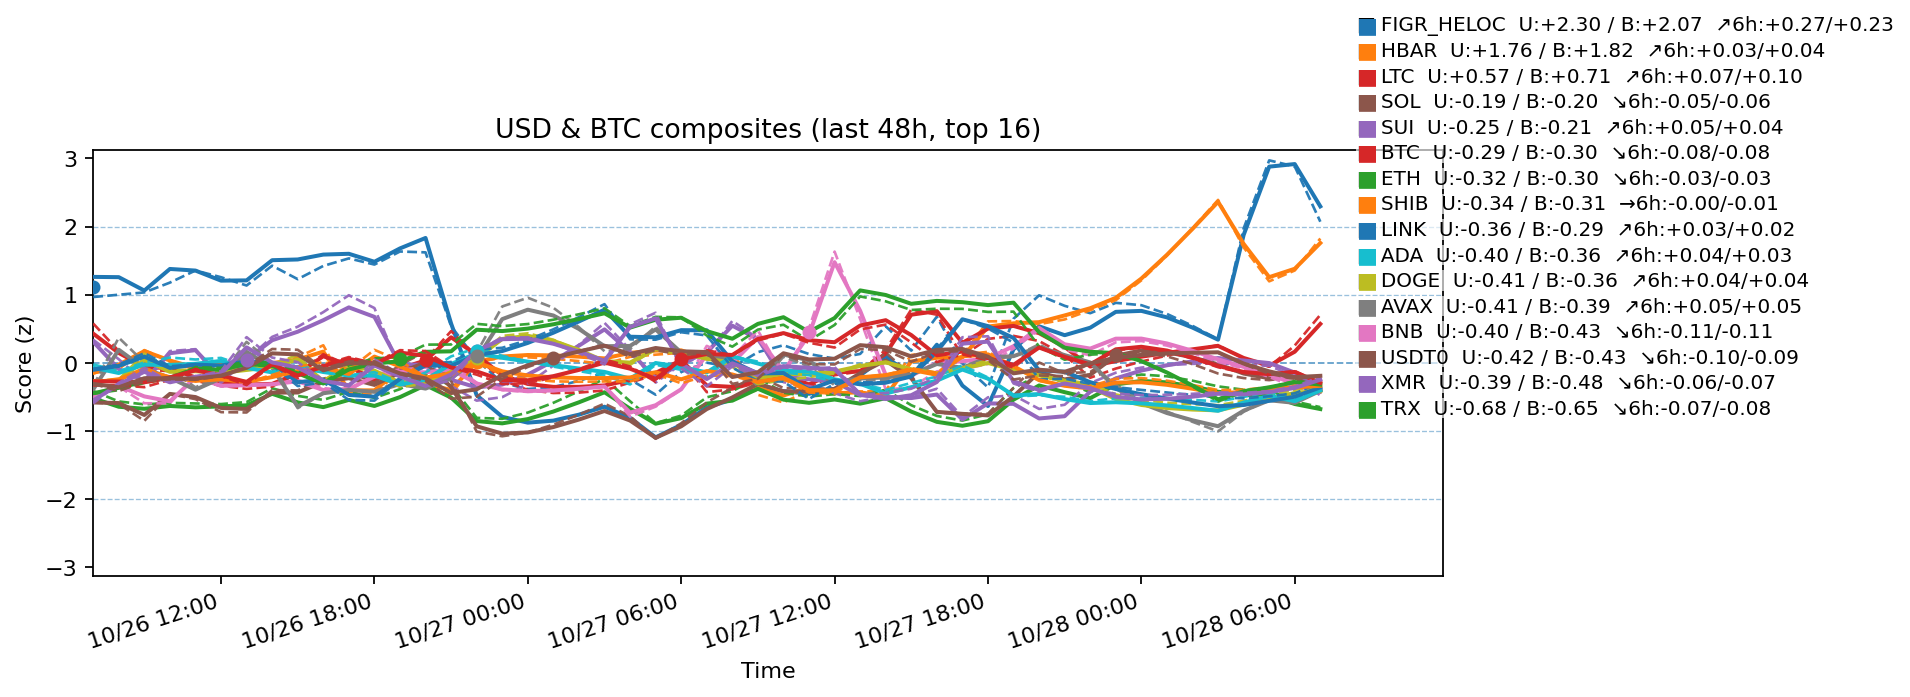 FIGR_HELOC U:+2.30 / B:+2.07 ↗6h:+0.27/+0.23
HBAR U:+1.76 / B:+1.82 ↗6h:+0.03/+0.04
LTC U:+0.57 / B:+0.71 ↗6h:+0.07/+0.10
SOL U:-0.19 / B:-0.20 ↘6h:-0.05/-0.06
SUI U:-0.25 / B:-0.21 ↗6h:+0.05/+0.04
BTC U:-0.29 / B:-0.30 ↘6h:-0.08/-0.08
ETH U:-0.32 / B:-0.30 ↘6h:-0.03/-0.03
SHIB U:-0.34 / B:-0.31 →6h:-0.00/-0.01
LINK U:-0.36 / B:-0.29 ↗6h:+0.03/+0.02
ADA U:-0.40 / B:-0.36 ↗6h:+0.04/+0.03
DOGE U:-0.41 / B:-0.36 ↗6h:+0.04/+0.04
AVAX U:-0.41 / B:-0.39 ↗6h:+0.05/+0.05
BNB U:-0.40 / B:-0.43 ↘6h:-0.11/-0.11
USDT0 U:-0.42 / B:-0.43 ↘6h:-0.10/-0.09
XMR U:-0.39 / B:-0.48 ↘6h:-0.06/-0.07
TRX U:-0.68 / B:-0.65 ↘6h:-0.07/-0.08
USD & BTC composites (last 48h, top 16)
Score (z)
3
2
1
0
−1
−2
−3
10/26 12:00
10/26 18:00
10/27 00:00
10/27 06:00
10/27 12:00
10/27 18:00
10/28 00:00
10/28 06:00
Time